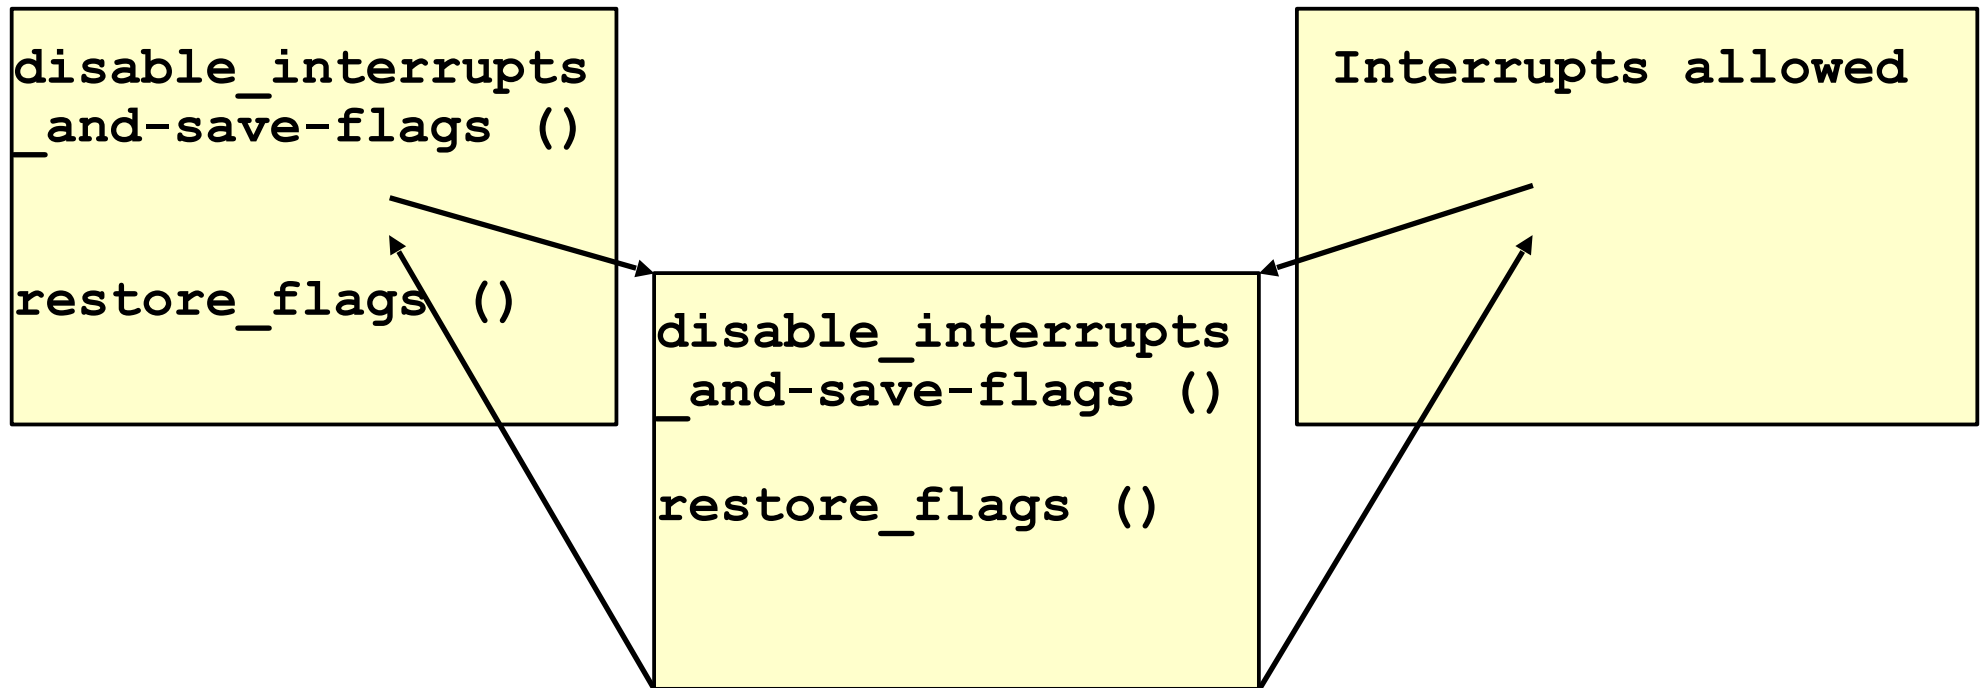 disable_interrupts
_and-save-flags ()
restore_flags ()
Interrupts allowed
disable_interrupts
_and-save-flags ()
restore_flags ()